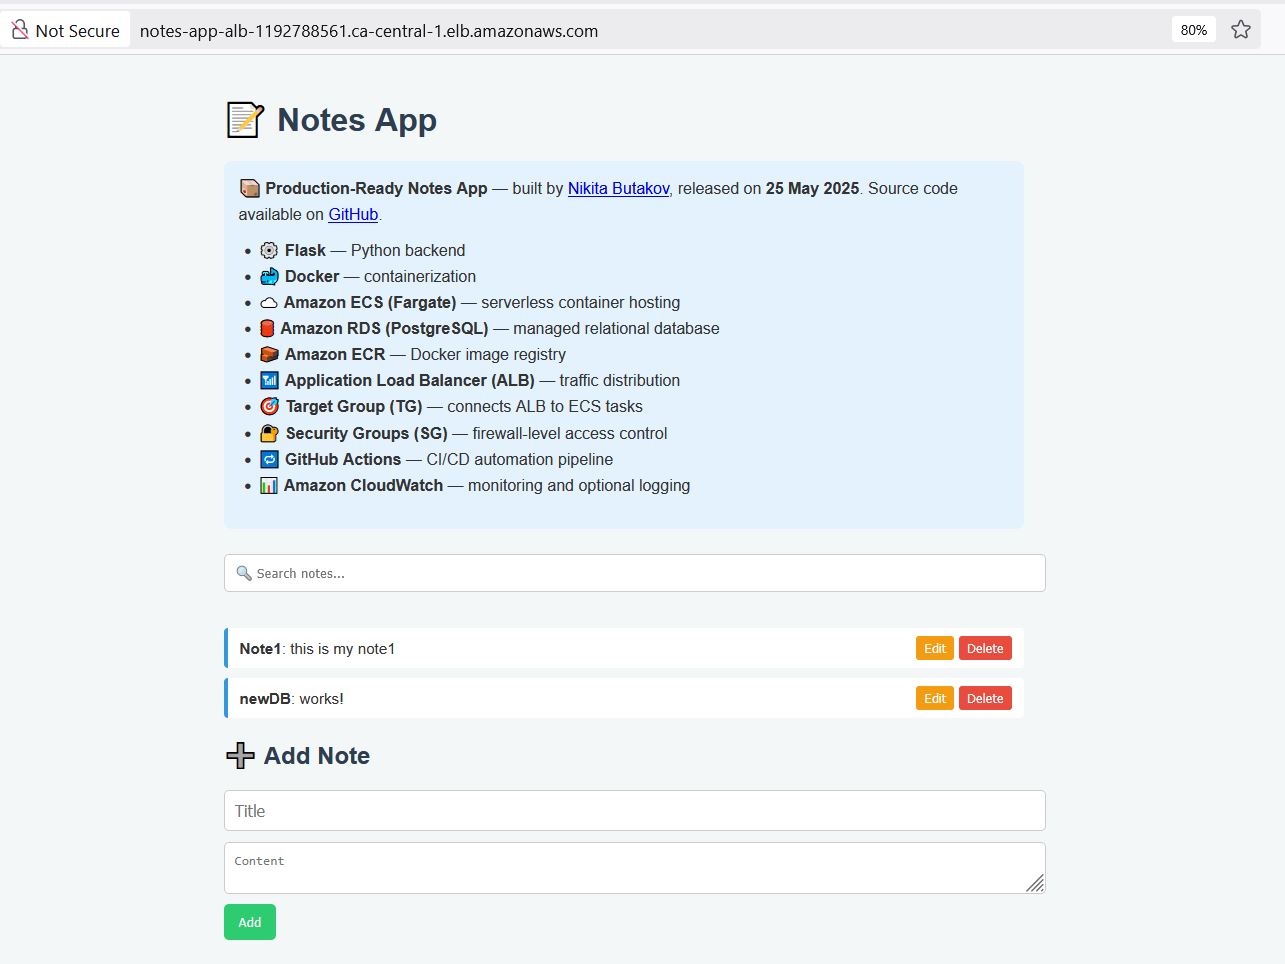 Not Secure notes-app-alb-1192788561.ca-central-1.elb.amazonaws.com 80%
Notes App
Production-Ready Notes App — built by Nikita Butakov, released on 25 May 2025. Source code
available on GitHub.
Flask — Python backend
Docker — containerization
Amazon ECS (Fargate) — serverless container hosting
Amazon RDS (PostgreSQL) — managed relational database
Amazon ECR — Docker image registry
Application Load Balancer (ALB) — traffic distribution
Target Group (TG) — connects ALB to ECS tasks
Security Groups (SG) — firewall-level access control
GitHub Actions — CI/CD automation pipeline
Amazon CloudWatch — monitoring and optional logging
Search notes...
Note1: this is my note1 Edit Delete
newDB: works! Edit Delete
Add Note
Title
Content
Add